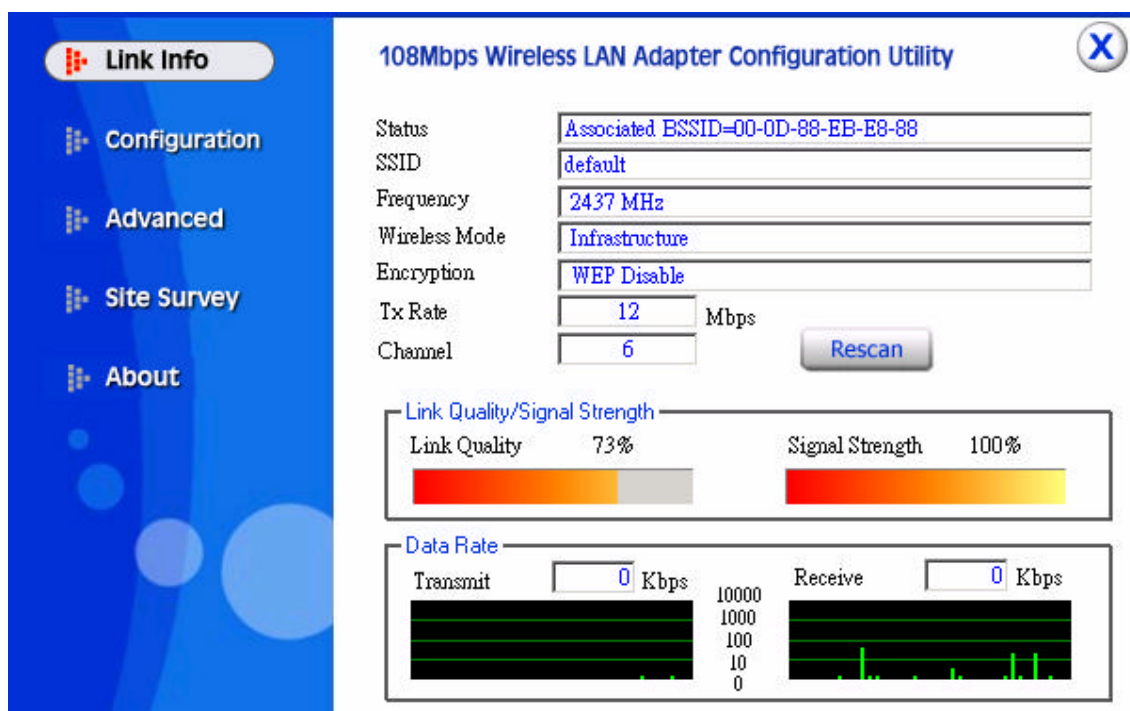 Link Info
Configuration
Advanced
Site Survey
About
108Mbps Wireless LAN Adapter Configuration Utility
X
Status Associated BSSID=00-0D-88-EB-E8-88
SSID default
Frequency 2437 MHz
Wireless Mode Infrastructure
Encryption WEP Disable
Tx Rate 12 Mbps
Channel 6 Rescan
Link Quality/Signal Strength
Link Quality 73% Signal Strength 100%
Data Rate
Transmit 0 Kbps Receive 0 Kbps
10000
1000
100
10
0